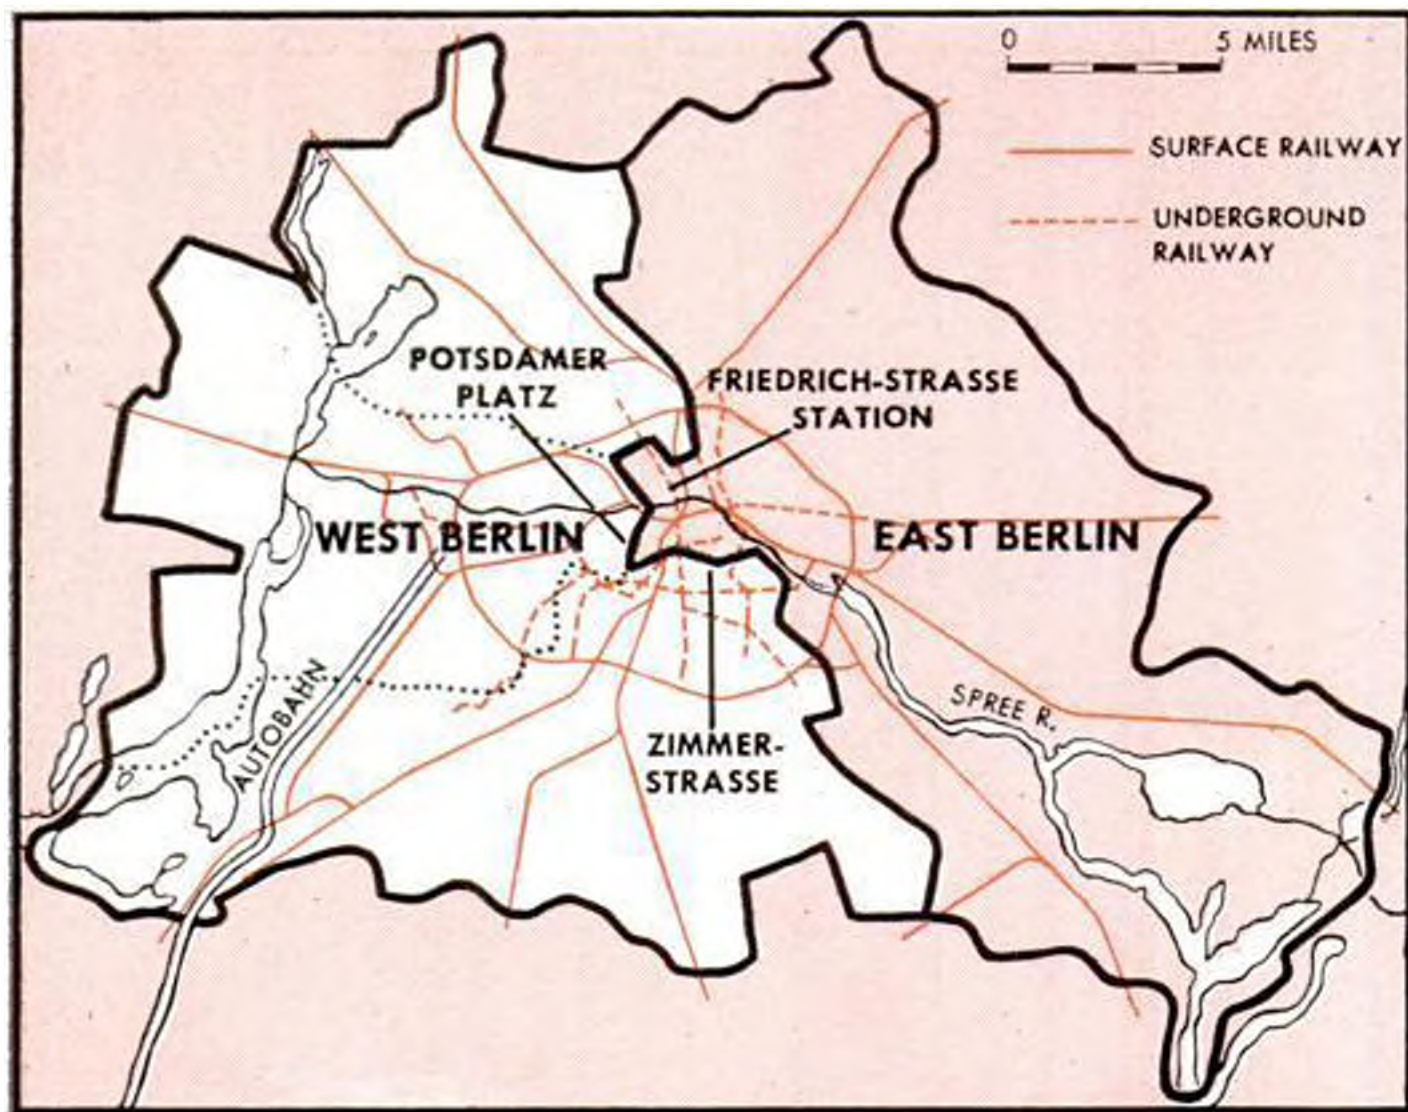 0 5 MILES
SURFACE RAILWAY
UNDERGROUND
RAILWAY
POTSDAMER
PLATZ
FRIEDRICH-STRASSE
STATION
WEST BERLIN
EAST BERLIN
AUTOBAHN
SPREE R.
ZIMMER-
STRASSE